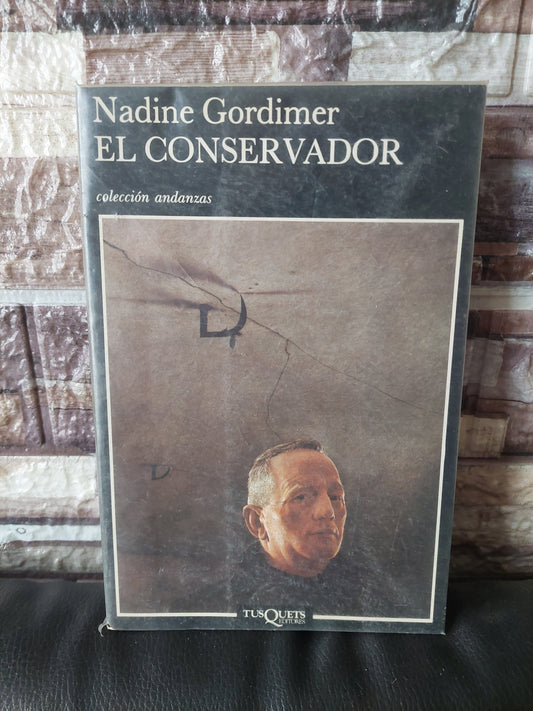 Nadine Gordimer
EL CONSERVADOR
colección andanzas
TUSQUETS
EDITORES